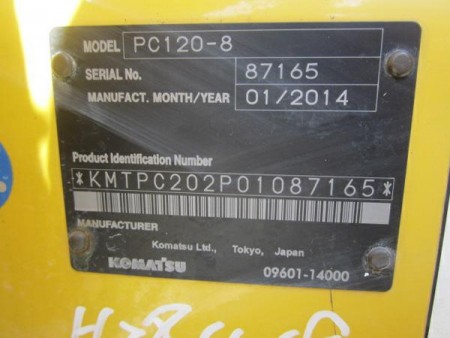 MODEL PC120-8
SERIAL No. 87165
MANUFACT. MONTH/YEAR 01/2014
Product Identification Number
*KMTPC202P01087165*
MANUFACTURER
Komatsu Ltd., Tokyo, Japan
KOMATSU 09601-14000